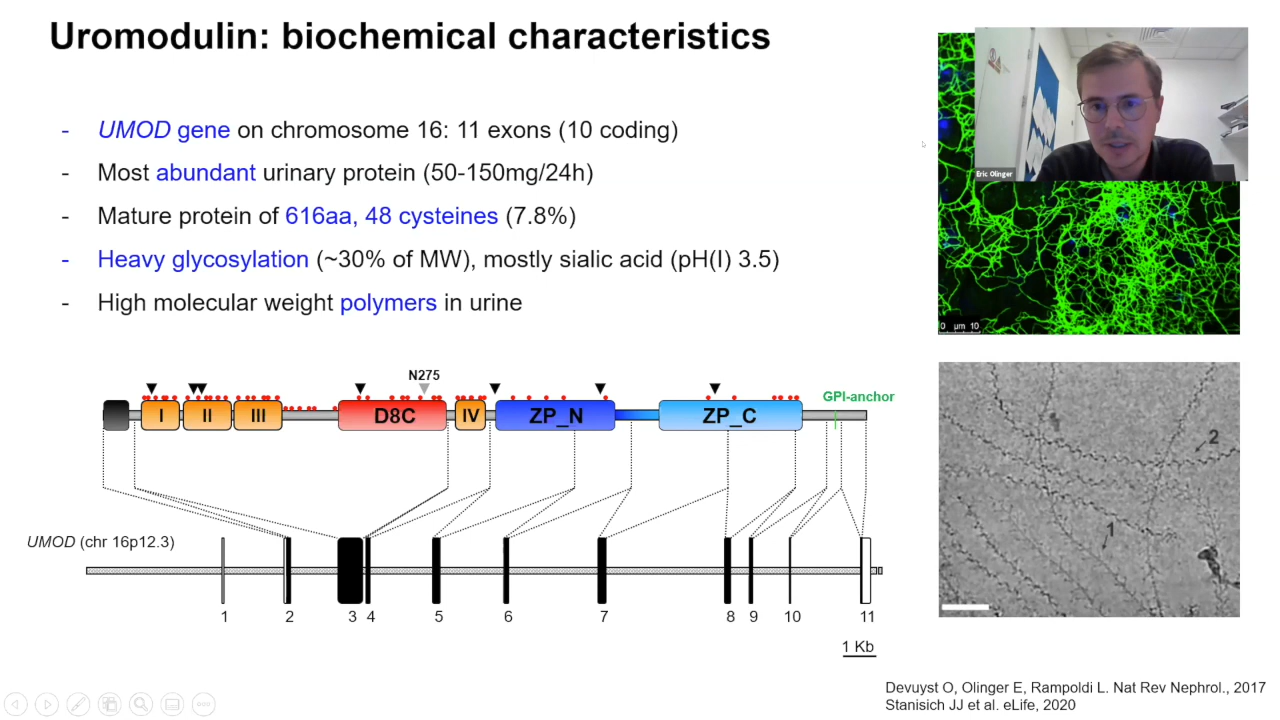 Uromodulin: biochemical characteristics
- UMOD gene on chromosome 16: 11 exons (10 coding)
- Most abundant urinary protein (50-150mg/24h)
- Mature protein of 616aa, 48 cysteines (7.8%)
- Heavy glycosylation (~30% of MW), mostly sialic acid (pH(I) 3.5)
- High molecular weight polymers in urine
Eric Olinger
0 µm 10
N275
GPI-anchor
I II III D8C IV ZP_N ZP_C
2
1
UMOD (chr 16p12.3)
1 2 3 4 5 6 7 8 9 10 11
1 Kb
Devuyst O, Olinger E, Rampoldi L. Nat Rev Nephrol., 2017
Stanisich JJ et al. eLife, 2020